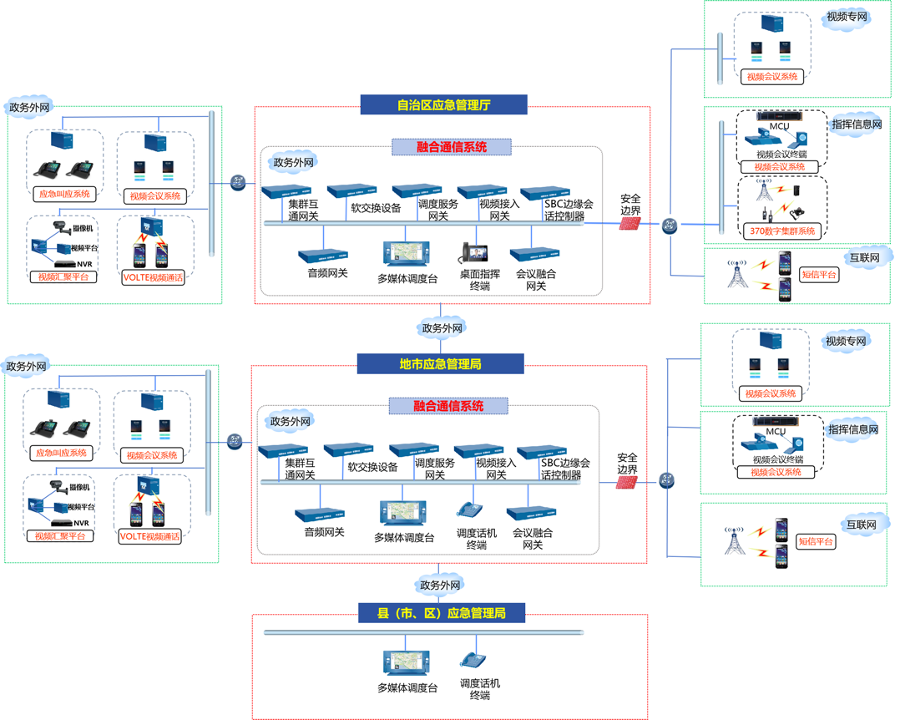 视频专网
视频会议系统
自治区应急管理厅
政务外网
融合通信系统
政务外网
指挥信息网
MCU
视频会议终端
视频会议系统
应急叫应系统
视频会议系统
集群互
通网关
软交换设备
调度服务
网关
视频接入
网关
SBC边缘会
话控制器
安全
边界
370数字集群系统
摄像机
视频平台
NVR
视频汇聚平台
VOLTE视频通话
音频网关
多媒体调度台
桌面指挥
终端
会议融合
网关
互联网
短信平台
政务外网
地市应急管理局
视频专网
视频会议系统
政务外网
融合通信系统
政务外网
指挥信息网
MCU
视频会议终端
视频会议系统
应急叫应系统
视频会议系统
集群互
通网关
软交换设备
调度服务
网关
视频接入
网关
SBC边缘会
话控制器
安全
边界
摄像机
视频平台
NVR
视频汇聚平台
VOLTE视频通话
音频网关
多媒体调度台
调度话机
终端
会议融合
网关
互联网
短信平台
政务外网
县（市、区）应急管理局
多媒体调度台
调度话机
终端